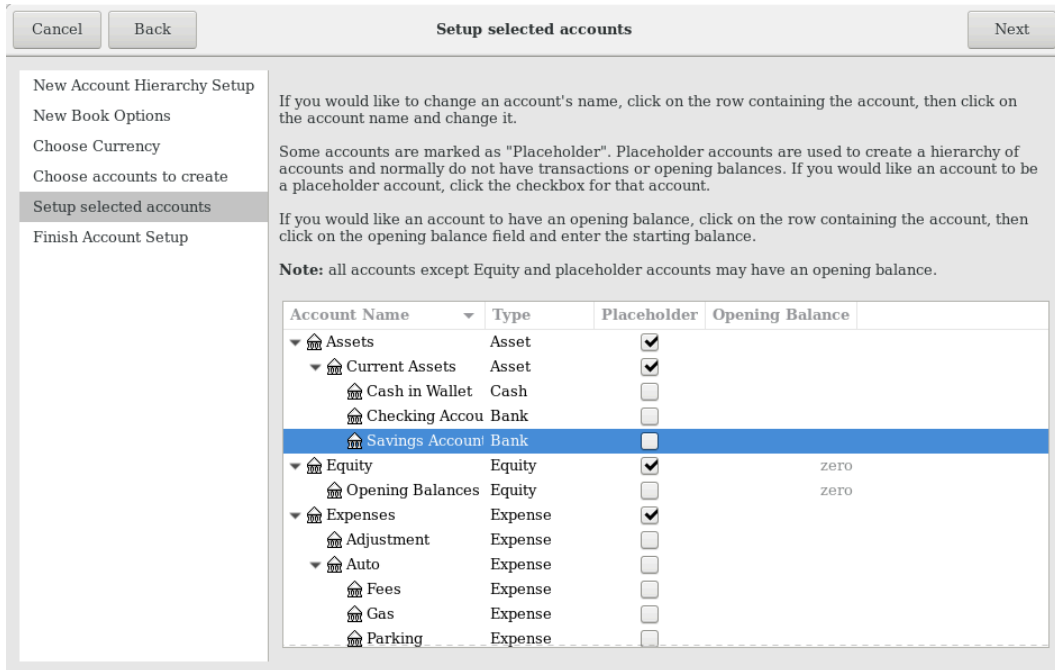 Cancel Back Setup selected accounts Next
New Account Hierarchy Setup
New Book Options
Choose Currency
Choose accounts to create
Setup selected accounts
Finish Account Setup
If you would like to change an account's name, click on the row containing the account, then click on
the account name and change it.
Some accounts are marked as "Placeholder". Placeholder accounts are used to create a hierarchy of
accounts and normally do not have transactions or opening balances. If you would like an account to be
a placeholder account, click the checkbox for that account.
If you would like an account to have an opening balance, click on the row containing the account, then
click on the opening balance field and enter the starting balance.
Note: all accounts except Equity and placeholder accounts may have an opening balance.
Account Name Type Placeholder Opening Balance
Assets Asset
Current Assets Asset
Cash in Wallet Cash
Checking Accou Bank
Savings Account Bank
Equity Equity zero
Opening Balances Equity zero
Expenses Expense
Adjustment Expense
Auto Expense
Fees Expense
Gas Expense
Parking Expense